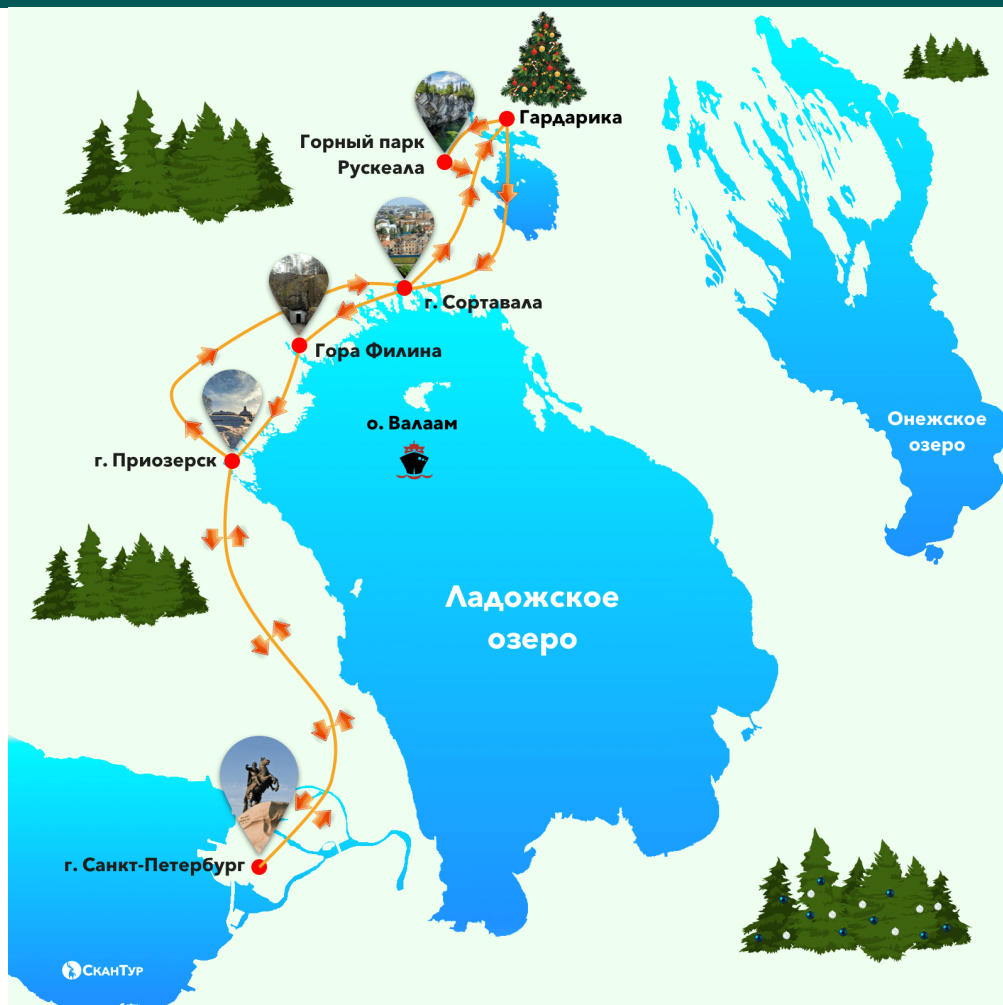 Гардарика
Горный парк
Рускеала
г. Сортавала
Гора Филина
о. Валаам
Онежское
озеро
г. Приозерск
Ладожское
озеро
г. Санкт-Петербург
СканТур